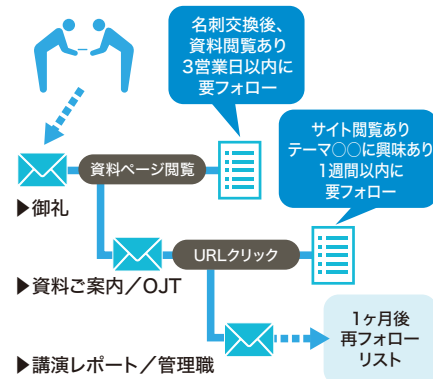 名刺交換後、
資料閲覧あり
3営業日以内に
要フォロー
サイト閲覧あり
テーマ○○に興味あり
1週間以内に
要フォロー
資料ページ閲覧
▶御礼
URLクリック
▶資料ご案内／OJT
1ヶ月後
再フォロー
リスト
▶講演レポート／管理職